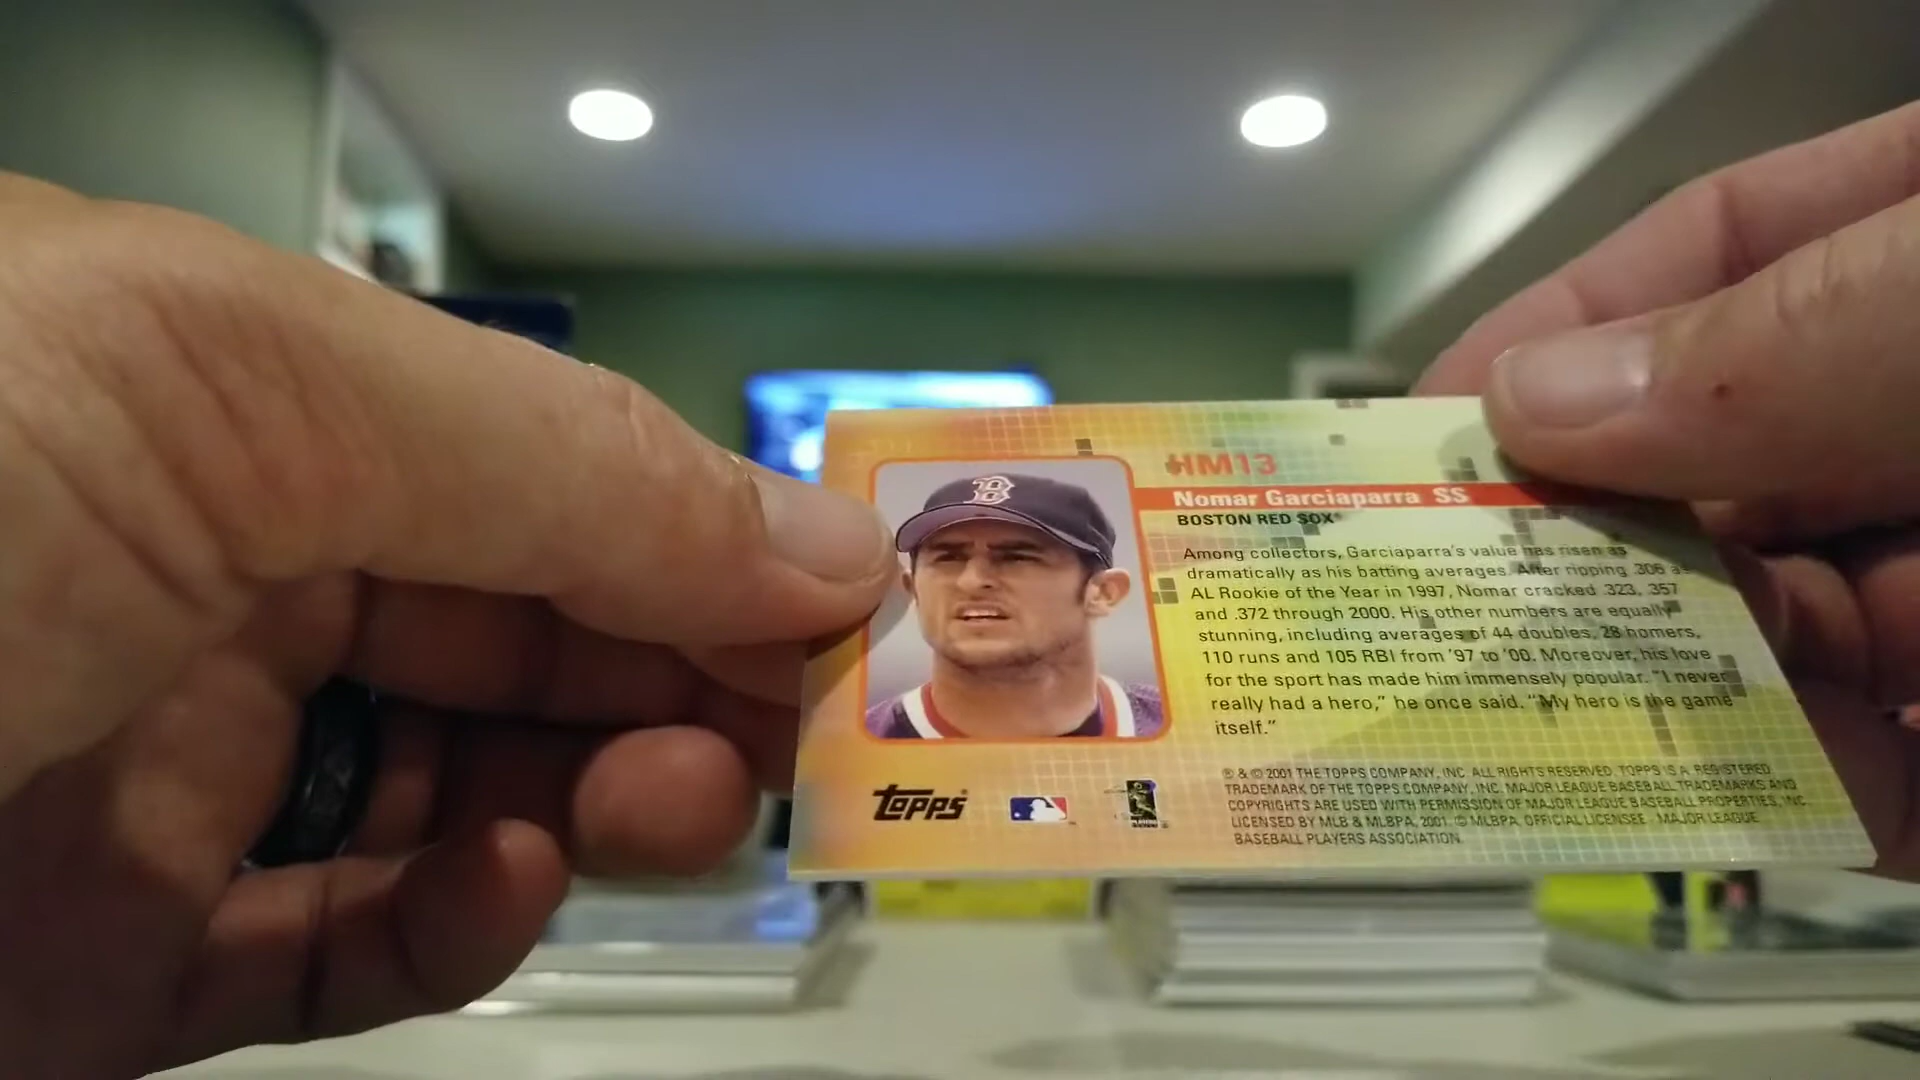 HM13
Nomar Garciaparra SS
BOSTON RED SOX®
Among collectors, Garciaparra's value has risen as
dramatically as his batting averages. After ripping .306 as
AL Rookie of the Year in 1997, Nomar cracked .323, .357
and .372 through 2000. His other numbers are equally
stunning, including averages of 44 doubles, 28 homers,
110 runs and 105 RBI from '97 to '00. Moreover, his love
for the sport has made him immensely popular. "I never
really had a hero," he once said. "My hero is the game
itself."
B
TOPPS®
® & © 2001 THE TOPPS COMPANY, INC. ALL RIGHTS RESERVED. TOPPS IS A REGISTERED
TRADEMARK OF THE TOPPS COMPANY, INC. MAJOR LEAGUE BASEBALL TRADEMARKS AND
COPYRIGHTS ARE USED WITH PERMISSION OF MAJOR LEAGUE BASEBALL PROPERTIES, INC.
LICENSED BY MLB & MLBPA, 2001. © MLBPA. OFFICIAL LICENSEE - MAJOR LEAGUE
BASEBALL PLAYERS ASSOCIATION.